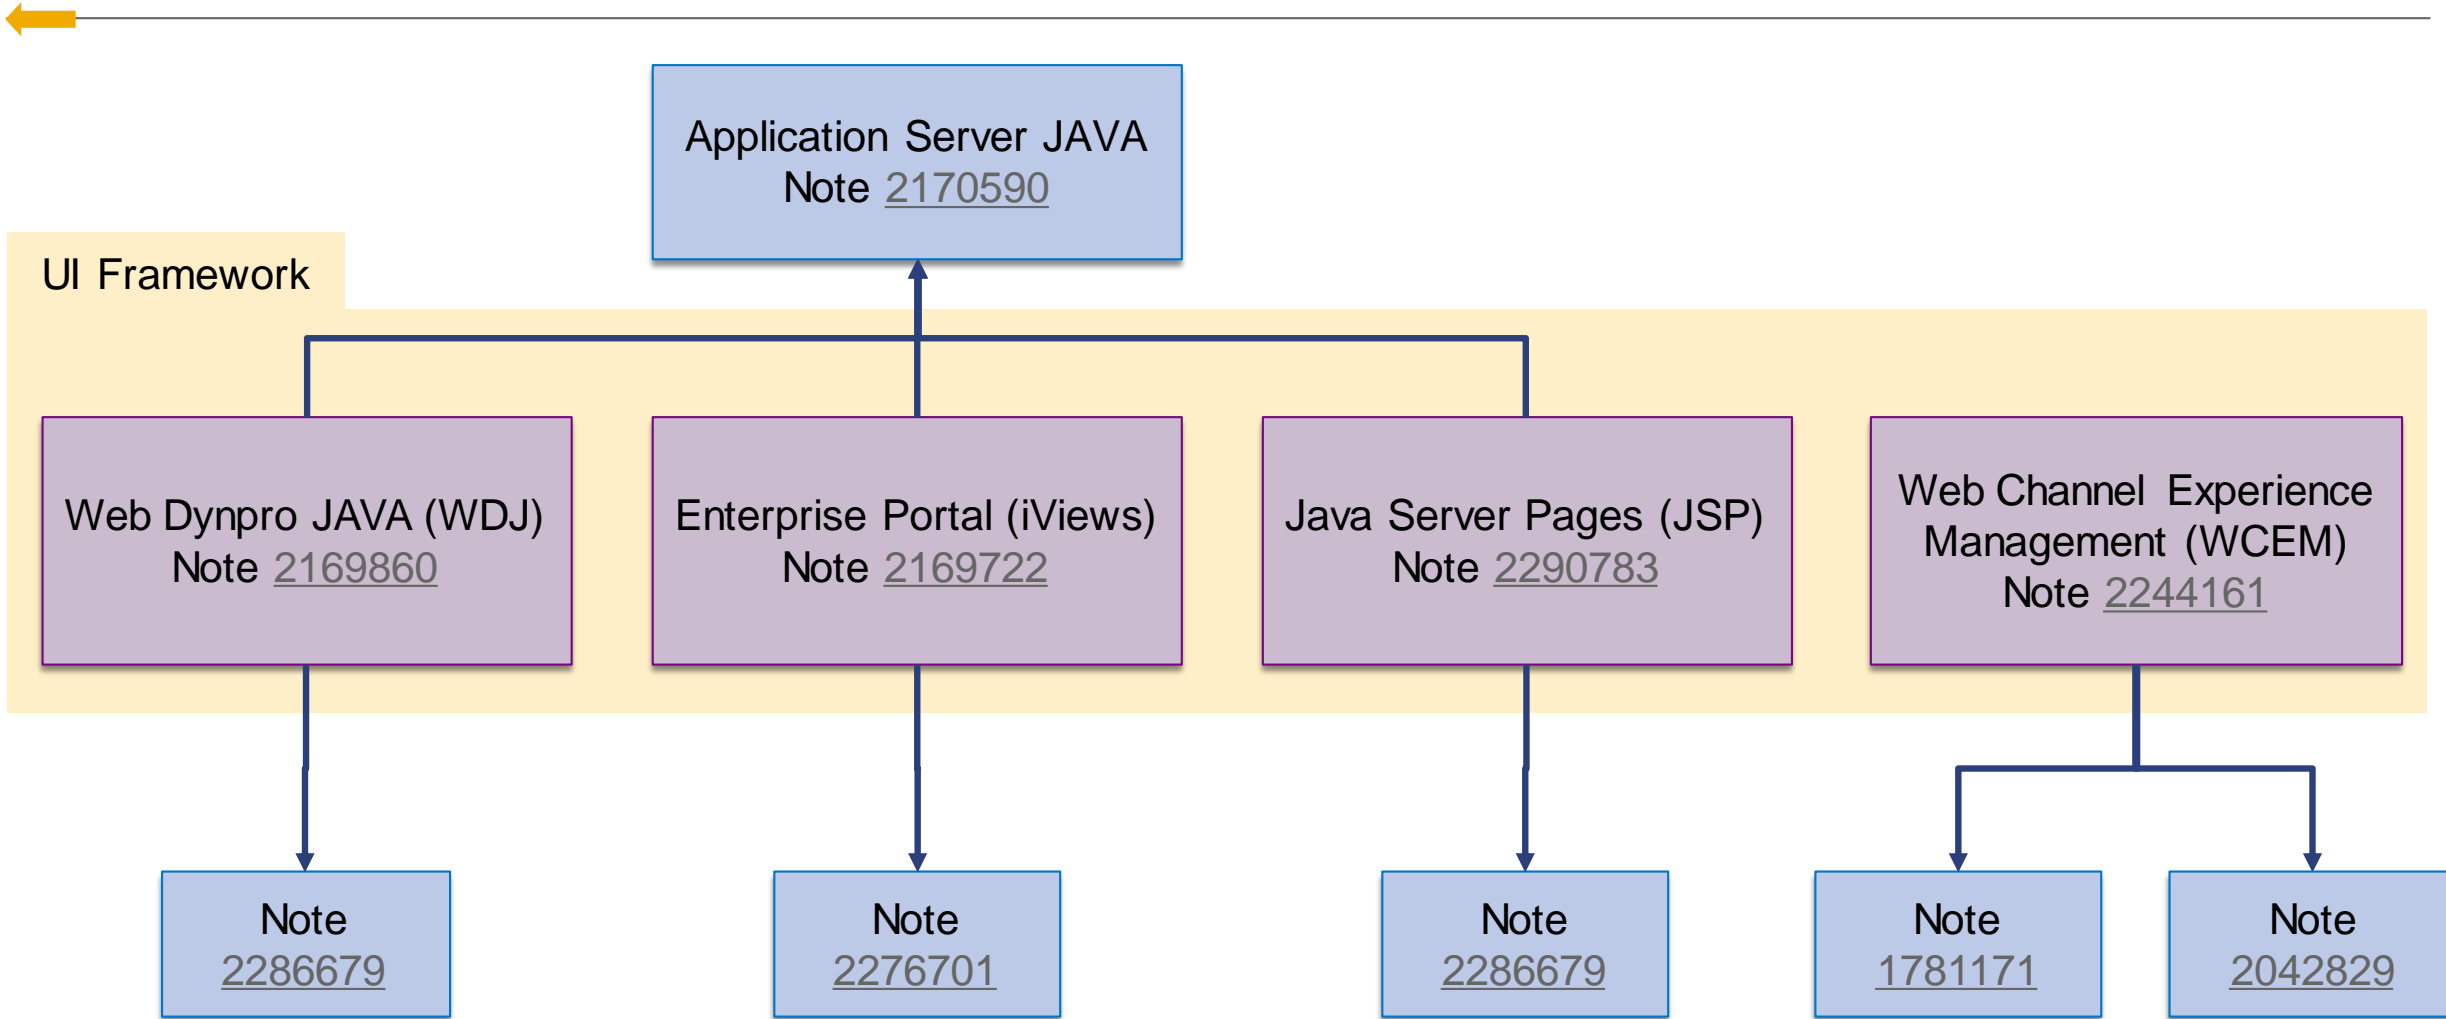 Application Server JAVA
Note 2170590
UI Framework
Web Dynpro JAVA (WDJ)
Note 2169860
Enterprise Portal (iViews)
Note 2169722
Java Server Pages (JSP)
Note 2290783
Web Channel Experience
Management (WCEM)
Note 2244161
Note
2286679
Note
2276701
Note
2286679
Note
1781171
Note
2042829